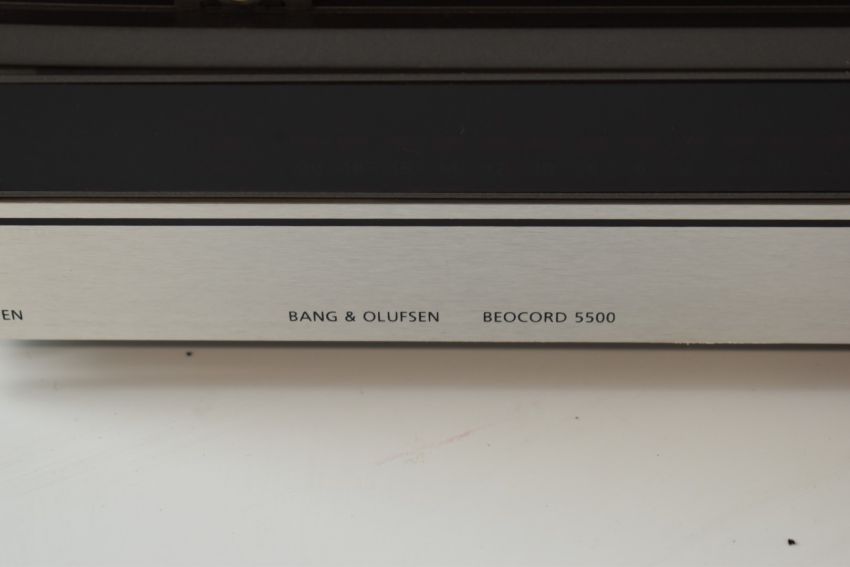 EN BANG & OLUFSEN BEOCORD 5500